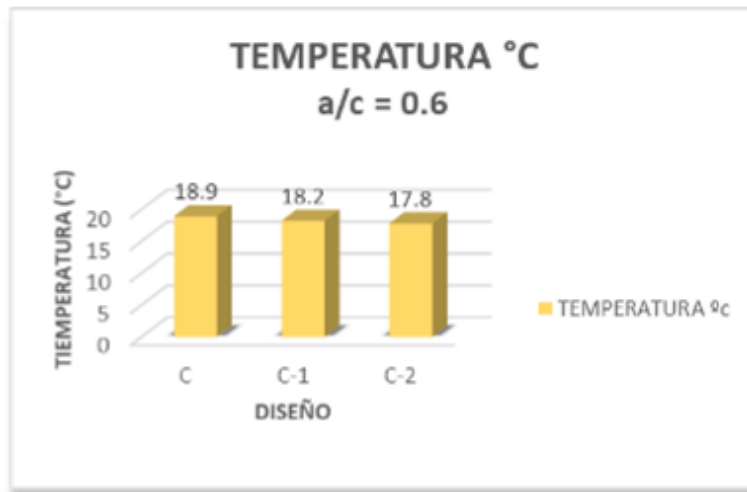 TEMPERATURA °C
a/c = 0.6
TIEMPERATURA (°C)
20
15
10
5
0
18.9
18.2
17.8
C
C-1
C-2
DISEÑO
TEMPERATURA ºc